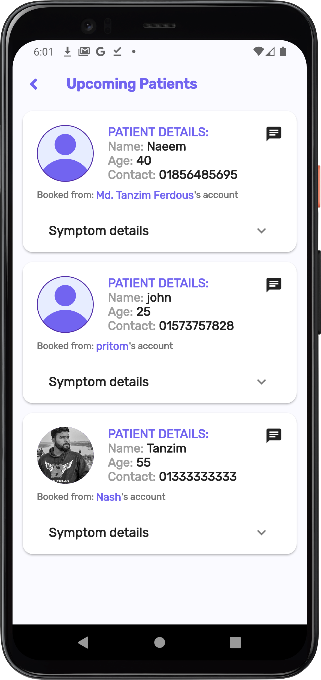 6:01
Upcoming Patients
PATIENT DETAILS:
Name: Naeem
Age: 40
Contact: 01856485695
Booked from: Md. Tanzim Ferdous's account
Symptom details
PATIENT DETAILS:
Name: john
Age: 25
Contact: 01573757828
Booked from: pritom's account
Symptom details
PATIENT DETAILS:
Name: Tanzim
Age: 55
Contact: 01333333333
Booked from: Nash's account
Symptom details